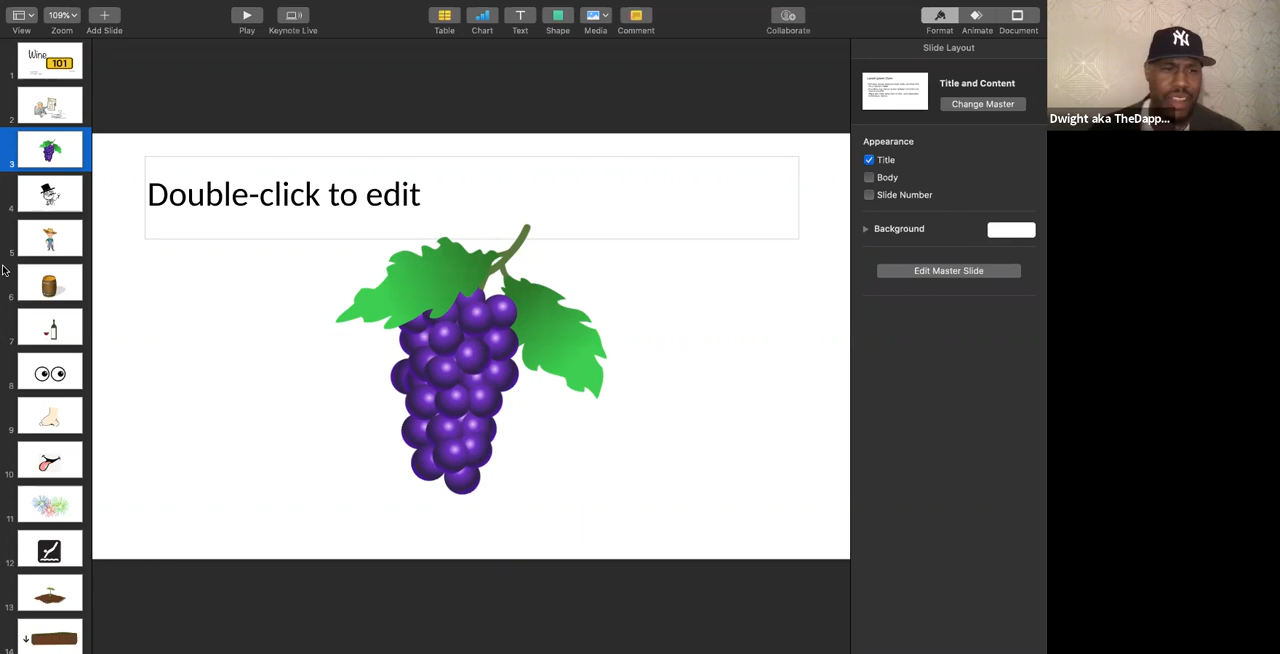 View
109%
Zoom
Add Slide
Play
Keynote Live
Table
Chart
Text
Shape
Media
Comment
Collaborate
Format
Animate
Document
Wine
101
1
2
3
4
5
6
7
8
9
10
11
12
13
14
Double-click to edit
Slide Layout
Title and Content
Change Master
Appearance
Title
Body
Slide Number
Background
Edit Master Slide
NY
Dwight aka TheDapp...